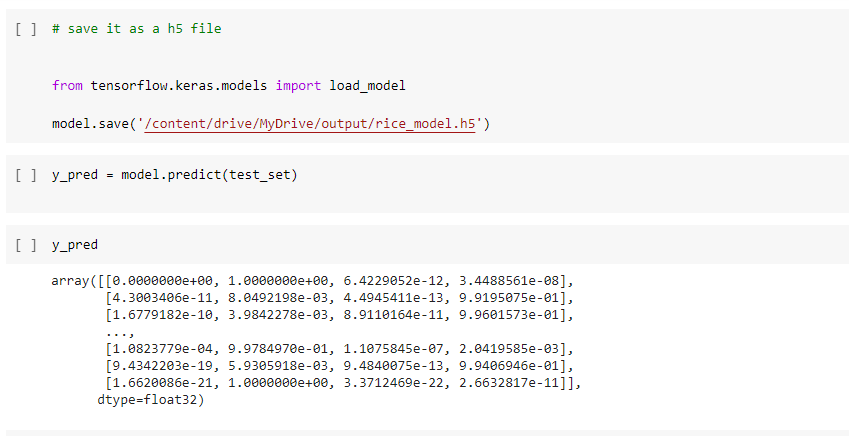 [ ] # save it as a h5 file
from tensorflow.keras.models import load_model
model.save('/content/drive/MyDrive/output/rice_model.h5')
[ ] y_pred = model.predict(test_set)
[ ] y_pred
array([[0.0000000e+00, 1.0000000e+00, 6.4229052e-12, 3.4488561e-08],
[4.3003406e-11, 8.0492198e-03, 4.4945411e-13, 9.9195075e-01],
[1.6779182e-10, 3.9842278e-03, 8.9110164e-11, 9.9601573e-01],
...,
[1.0823779e-04, 9.9784970e-01, 1.1075845e-07, 2.0419585e-03],
[9.4342203e-19, 5.9305918e-03, 9.4840075e-13, 9.9406946e-01],
[1.6620086e-21, 1.0000000e+00, 3.3712469e-22, 2.6632817e-11]],
dtype=float32)